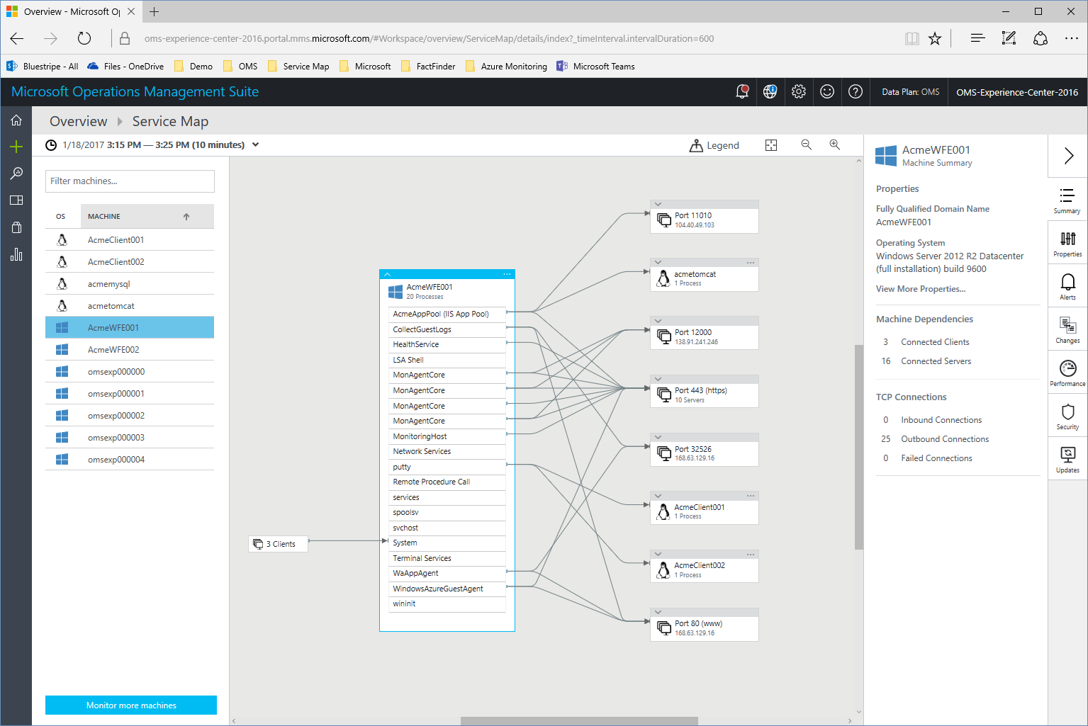 Overview - Microsoft Op
oms-experience-center-2016.portal.mms.microsoft.com/#Workspace/overview/ServiceMap/details/index?_timeInterval.intervalDuration=600
Bluestripe - All
Files - OneDrive
Demo
OMS
Service Map
Microsoft
FactFinder
Azure Monitoring
Microsoft Teams
Microsoft Operations Management Suite
Data Plan: OMS
OMS-Experience-Center-2016
Overview
Service Map
1/18/2017 3:15 PM — 3:25 PM (10 minutes)
Legend
Filter machines...
OS
MACHINE
AcmeClient001
AcmeClient002
acmemysql
acmetomcat
AcmeWFE001
AcmeWFE002
omsexp000000
omsexp000001
omsexp000002
omsexp000003
omsexp000004
Monitor more machines
3 Clients
AcmeWFE001
20 Processes
AcmeAppPool (IIS App Pool)
CollectGuestLogs
HealthService
LSA Shell
MonAgentCore
MonAgentCore
MonAgentCore
MonAgentCore
MonitoringHost
Network Services
putty
Remote Procedure Call
services
spoolsv
svchost
System
Terminal Services
WaAppAgent
WindowsAzureGuestAgent
wininit
Port 11010
104.40.49.103
acmetomcat
1 Process
Port 12000
138.91.241.246
Port 443 (https)
10 Servers
Port 32526
168.63.129.16
AcmeClient001
1 Process
AcmeClient002
1 Process
Port 80 (www)
168.63.129.16
AcmeWFE001
Machine Summary
Properties
Fully Qualified Domain Name
AcmeWFE001
Operating System
Windows Server 2012 R2 Datacenter
(full installation) build 9600
View More Properties...
Machine Dependencies
3 Connected Clients
16 Connected Servers
TCP Connections
0 Inbound Connections
25 Outbound Connections
0 Failed Connections
Summary
Properties
Alerts
Changes
Performance
Security
Updates